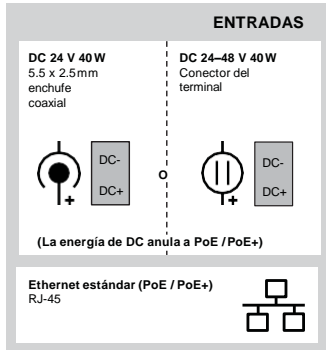 ENTRADAS
DC 24 V 40 W
5.5 x 2.5mm
enchufe
coaxial
DC-
DC+
+
O
DC 24–48 V 40 W
Conector del
terminal
DC-
DC+
+
(La energía de DC anula a PoE / PoE+)
Ethernet estándar (PoE / PoE+)
RJ-45